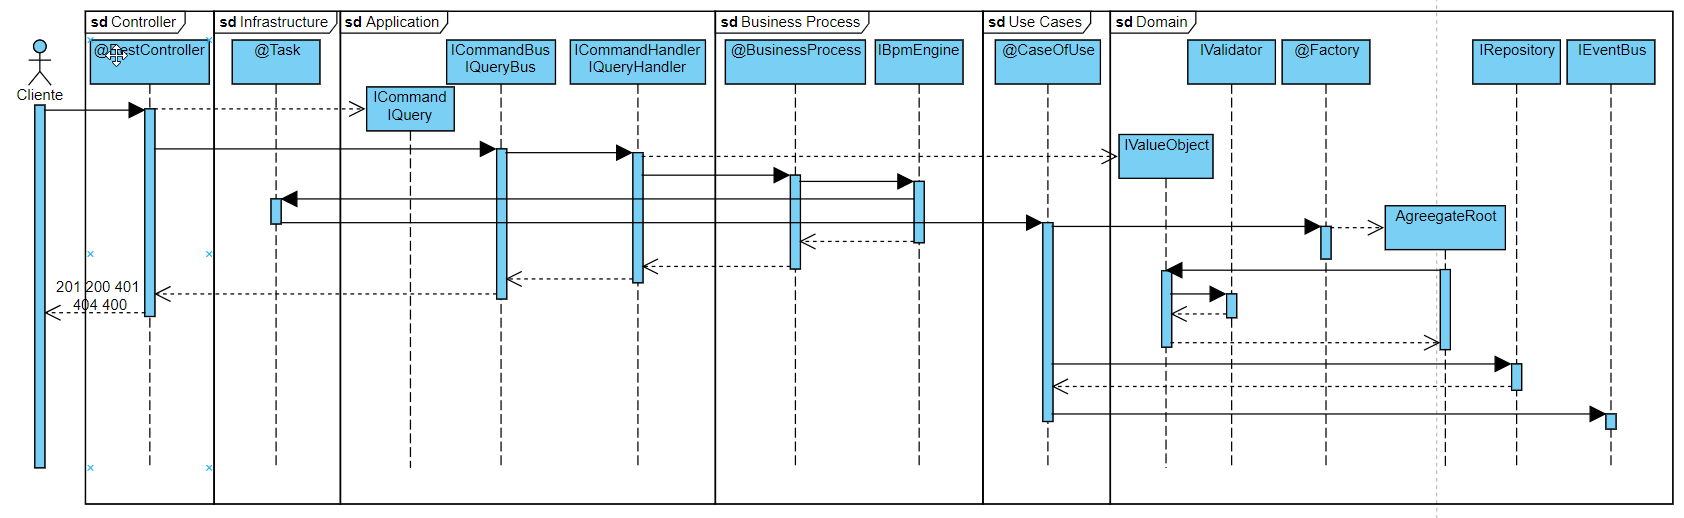 sd Controller
sd Infrastructure
sd Application
sd Business Process
sd Use Cases
sd Domain
@RestController
@Task
ICommandBus
IQueryBus
ICommandHandler
IQueryHandler
@BusinessProcess
IBpmEngine
@CaseOfUse
IValidator
@Factory
IRepository
IEventBus
Cliente
ICommand
IQuery
IValueObject
AgreegateRoot
201 200 401
404 400